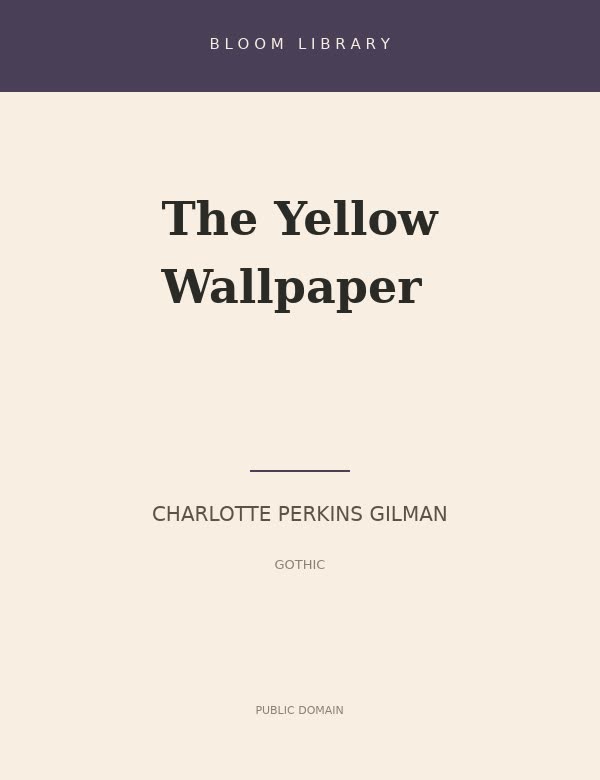 BLOOM LIBRARY
The Yellow
Wallpaper
CHARLOTTE PERKINS GILMAN
GOTHIC
PUBLIC DOMAIN